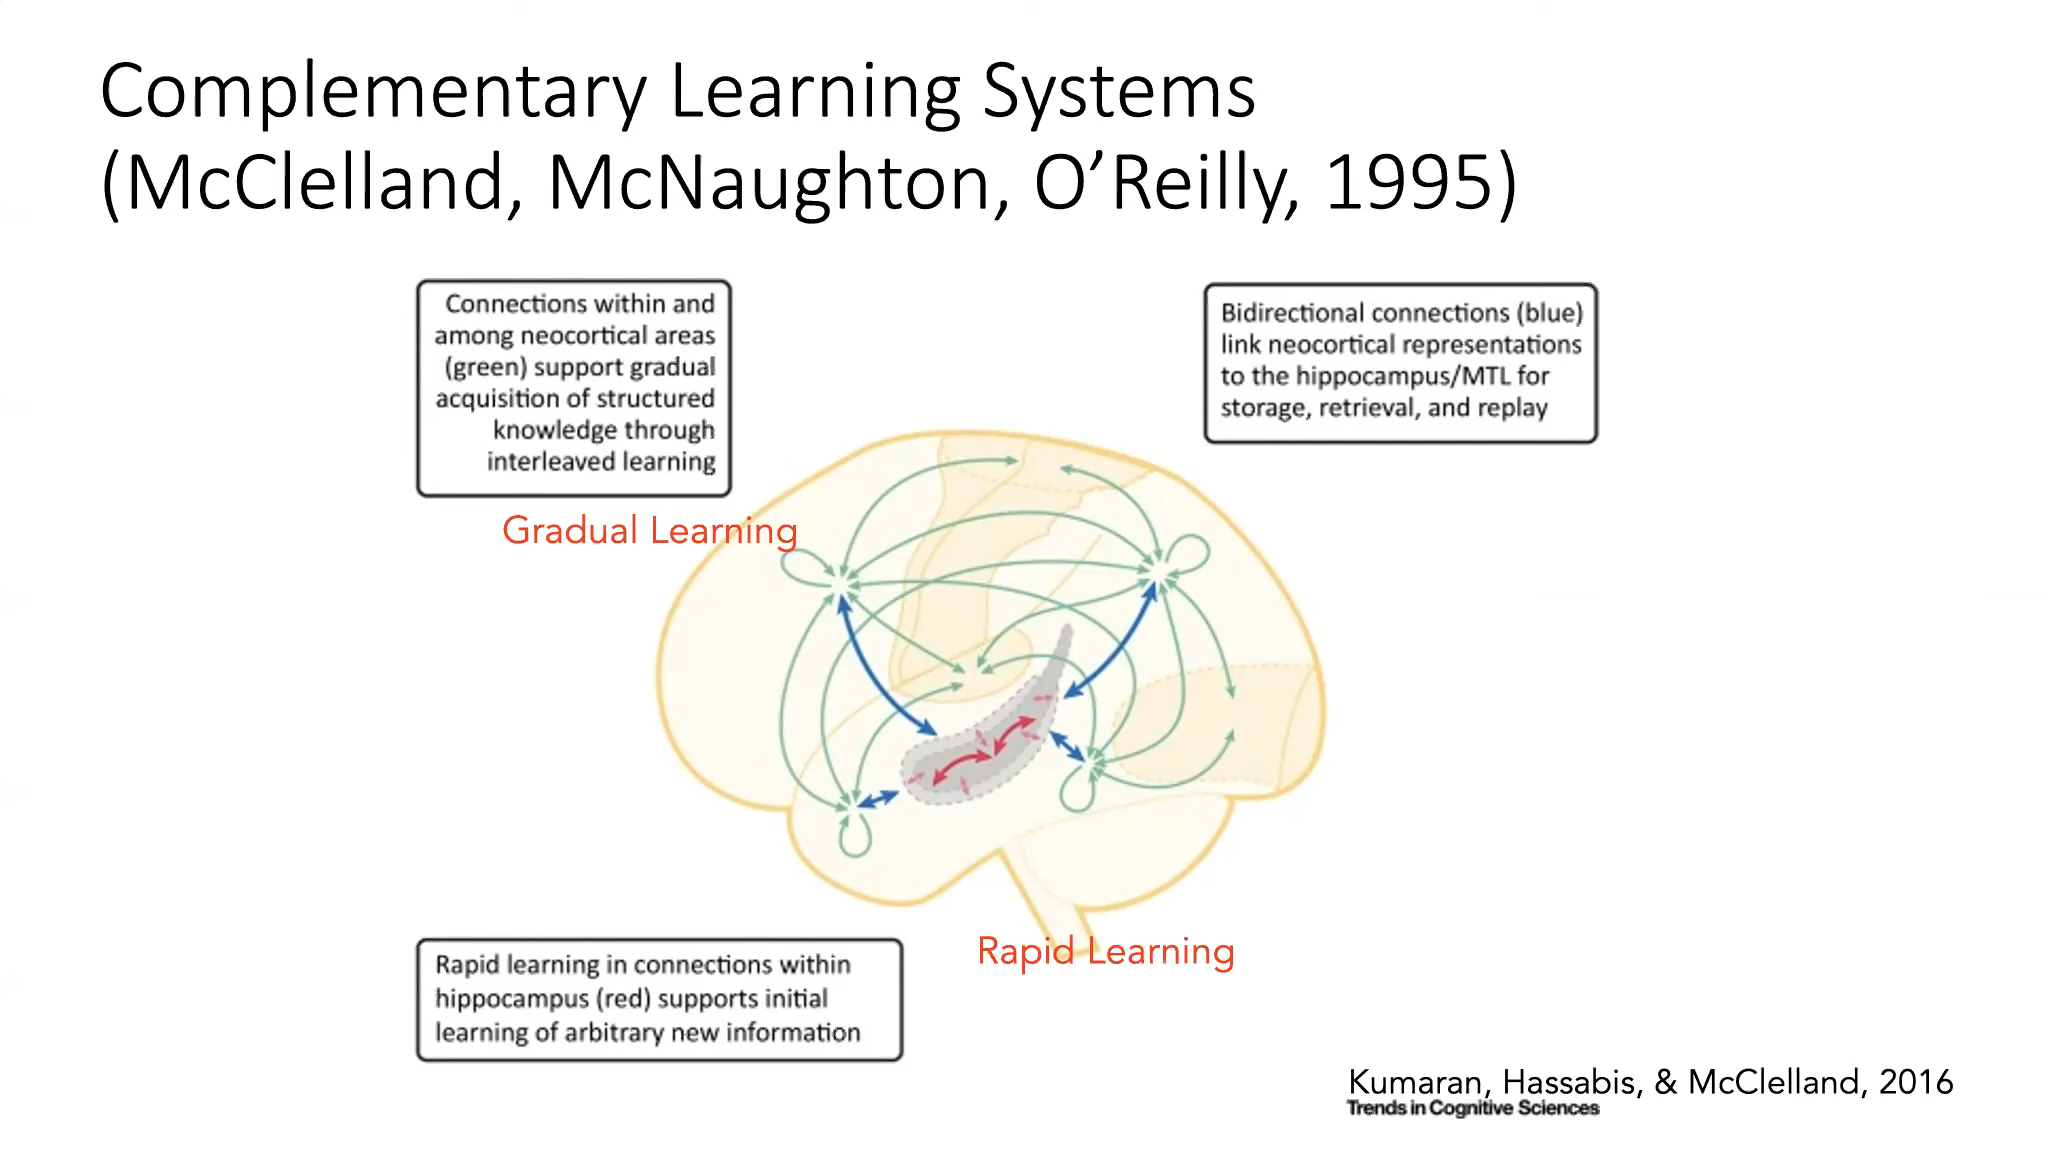 Complementary Learning Systems
(McClelland, McNaughton, O’Reilly, 1995)
Connections within and
among neocortical areas
(green) support gradual
acquisition of structured
knowledge through
interleaved learning
Bidirectional connections (blue)
link neocortical representations
to the hippocampus/MTL for
storage, retrieval, and replay
Gradual Learning
Rapid Learning
Rapid learning in connections within
hippocampus (red) supports initial
learning of arbitrary new information
Kumaran, Hassabis, & McClelland, 2016
Trends in Cognitive Sciences